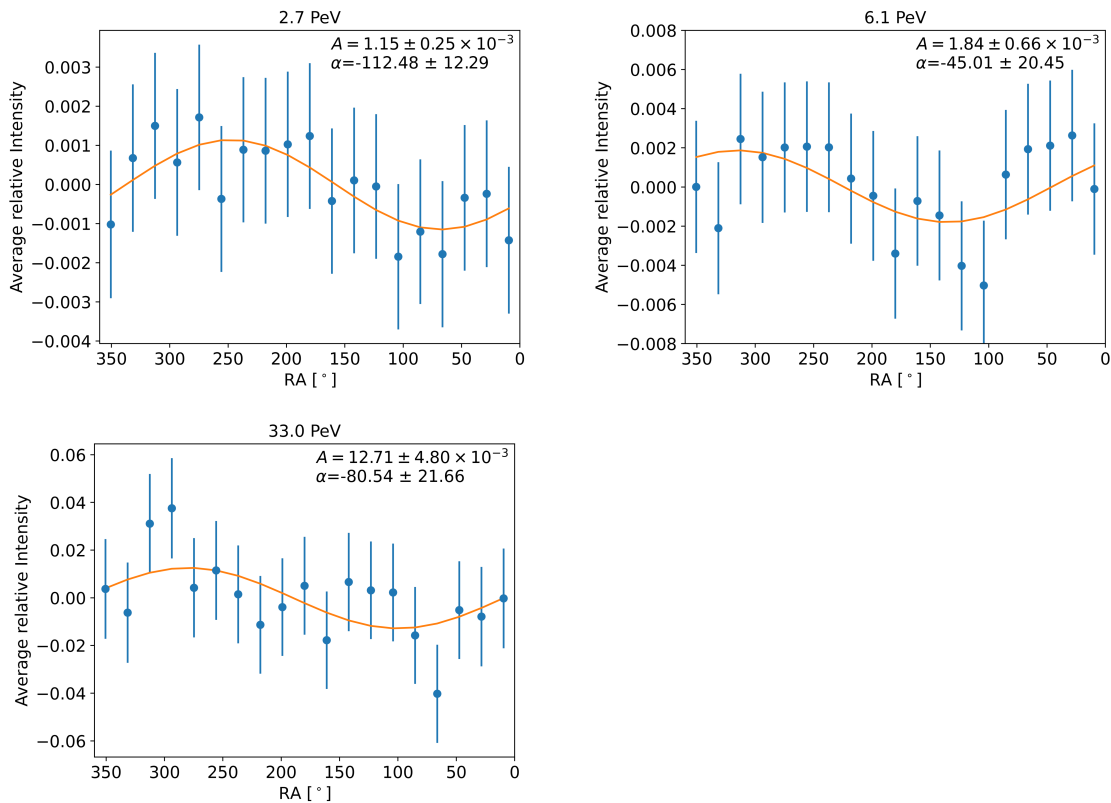 2.7 PeV
A = 1.15 ± 0.25 × 10⁻³
α=-112.48 ± 12.29
Average relative Intensity
0.003
0.002
0.001
0.000
−0.001
−0.002
−0.003
−0.004
350 300 250 200 150 100 50 0
RA [°]
6.1 PeV
A = 1.84 ± 0.66 × 10⁻³
α=-45.01 ± 20.45
Average relative Intensity
0.008
0.006
0.004
0.002
0.000
−0.002
−0.004
−0.006
−0.008
350 300 250 200 150 100 50 0
RA [°]
33.0 PeV
A = 12.71 ± 4.80 × 10⁻³
α=-80.54 ± 21.66
Average relative Intensity
0.06
0.04
0.02
0.00
−0.02
−0.04
−0.06
350 300 250 200 150 100 50 0
RA [°]